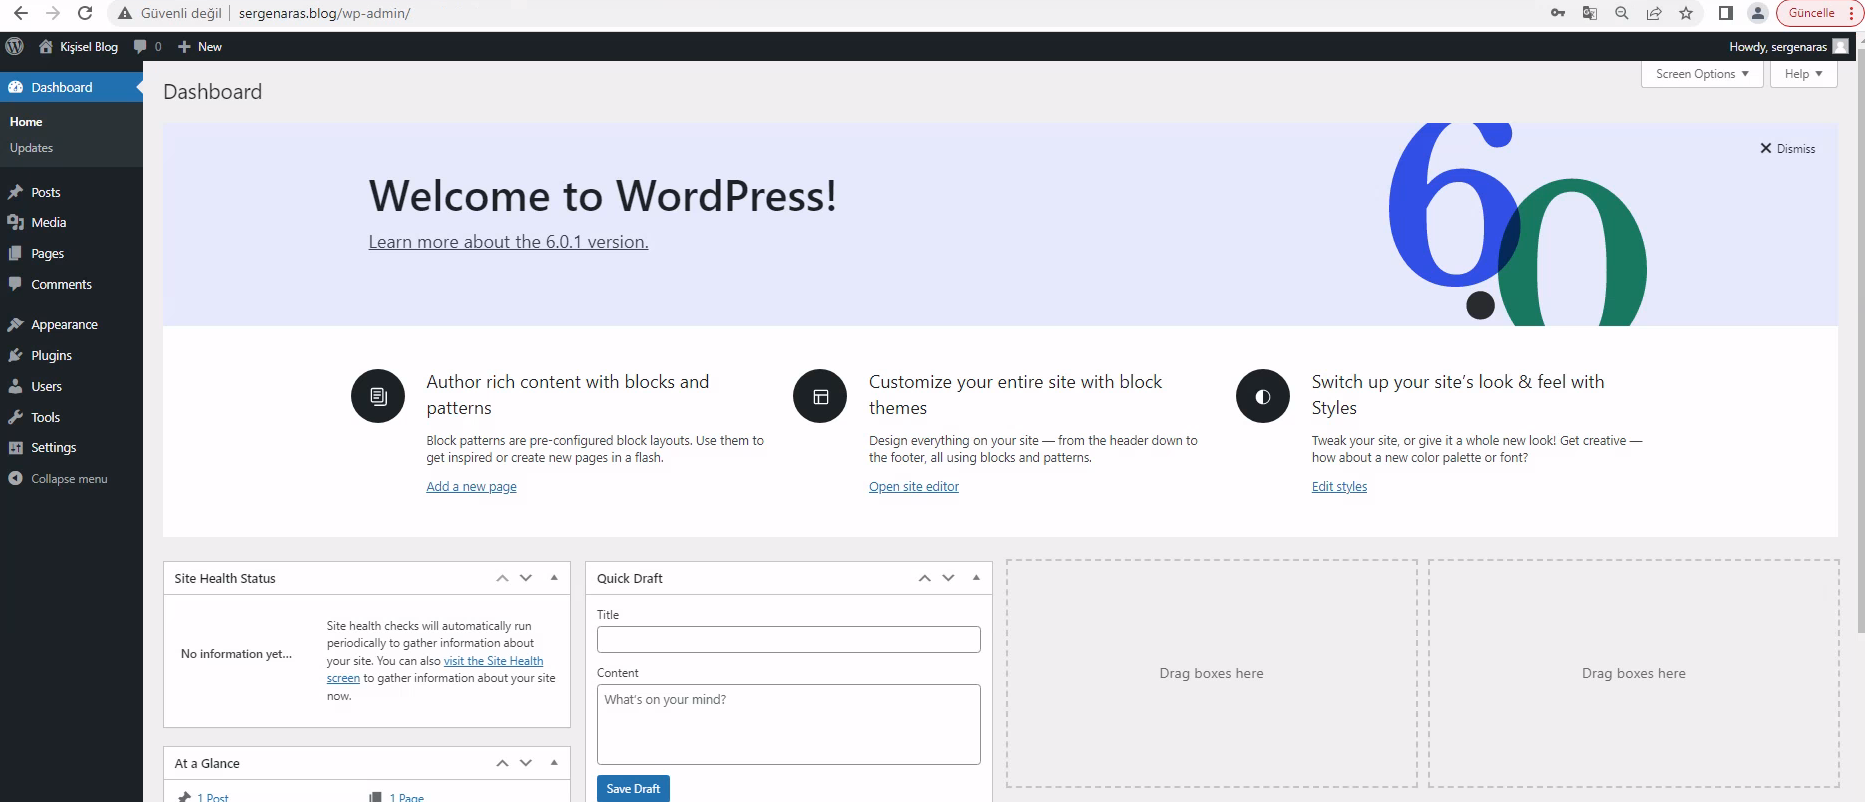 Güvenli değil
sergenaras.blog/wp-admin/
Güncelle
Kişisel Blog
0
New
Howdy, sergenaras
Dashboard
Home
Updates
Posts
Media
Pages
Comments
Appearance
Plugins
Users
Tools
Settings
Collapse menu
Dashboard
Screen Options
Help
Welcome to WordPress!
Learn more about the 6.0.1 version.
6.0
Dismiss
Author rich content with blocks and
patterns
Block patterns are pre-configured block layouts. Use them to
get inspired or create new pages in a flash.
Add a new page
Customize your entire site with block
themes
Design everything on your site — from the header down to
the footer, all using blocks and patterns.
Open site editor
Switch up your site’s look & feel with
Styles
Tweak your site, or give it a whole new look! Get creative —
how about a new color palette or font?
Edit styles
Site Health Status
No information yet...
Site health checks will automatically run
periodically to gather information about
your site. You can also visit the Site Health
screen to gather information about your site
now.
At a Glance
1 Post
1 Page
Quick Draft
Title
Content
What’s on your mind?
Save Draft
Drag boxes here
Drag boxes here